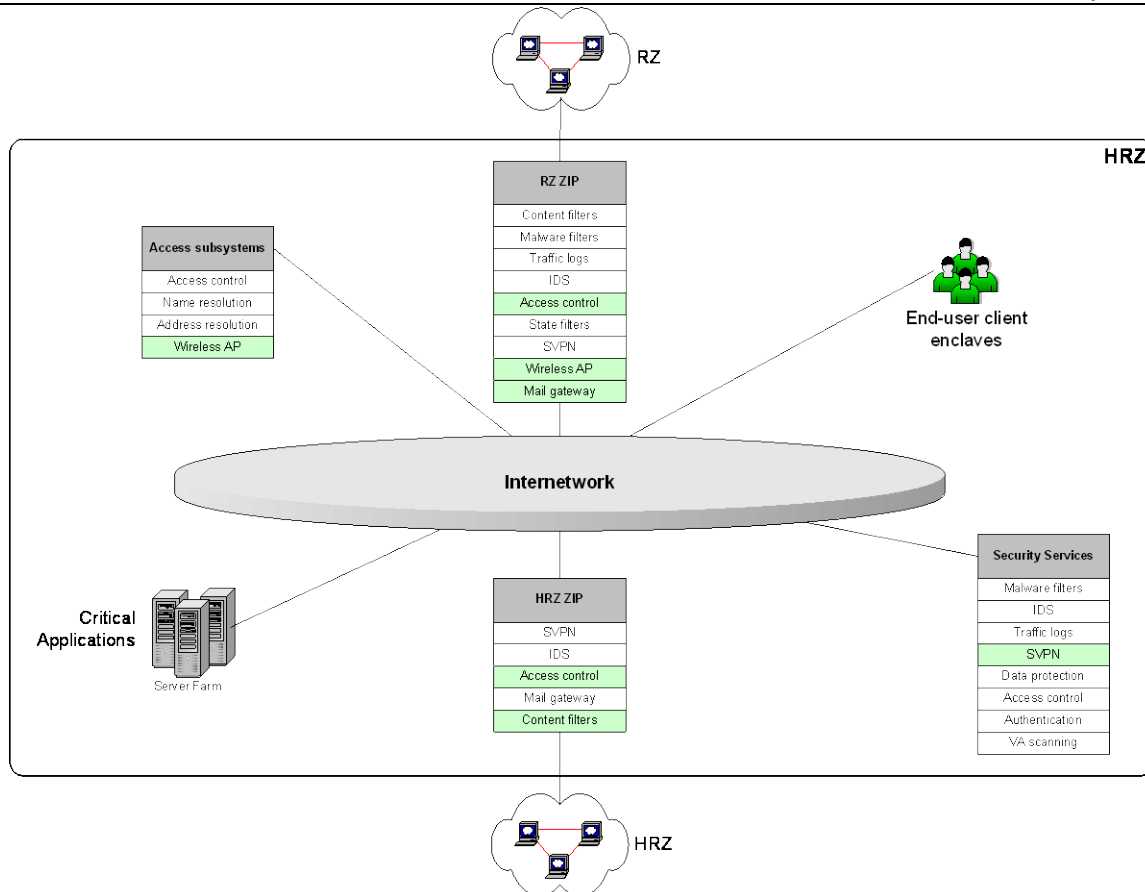 RZ
HRZ
RZ ZIP
Content filters
Malware filters
Traffic logs
IDS
Access control
State filters
SVPN
Wireless AP
Mail gateway
Access subsystems
Access control
Name resolution
Address resolution
Wireless AP
End-user client
enclaves
Internetwork
Critical
Applications
Server Farm
HRZ ZIP
SVPN
IDS
Access control
Mail gateway
Content filters
Security Services
Malware filters
IDS
Traffic logs
SVPN
Data protection
Access control
Authentication
VA scanning
HRZ